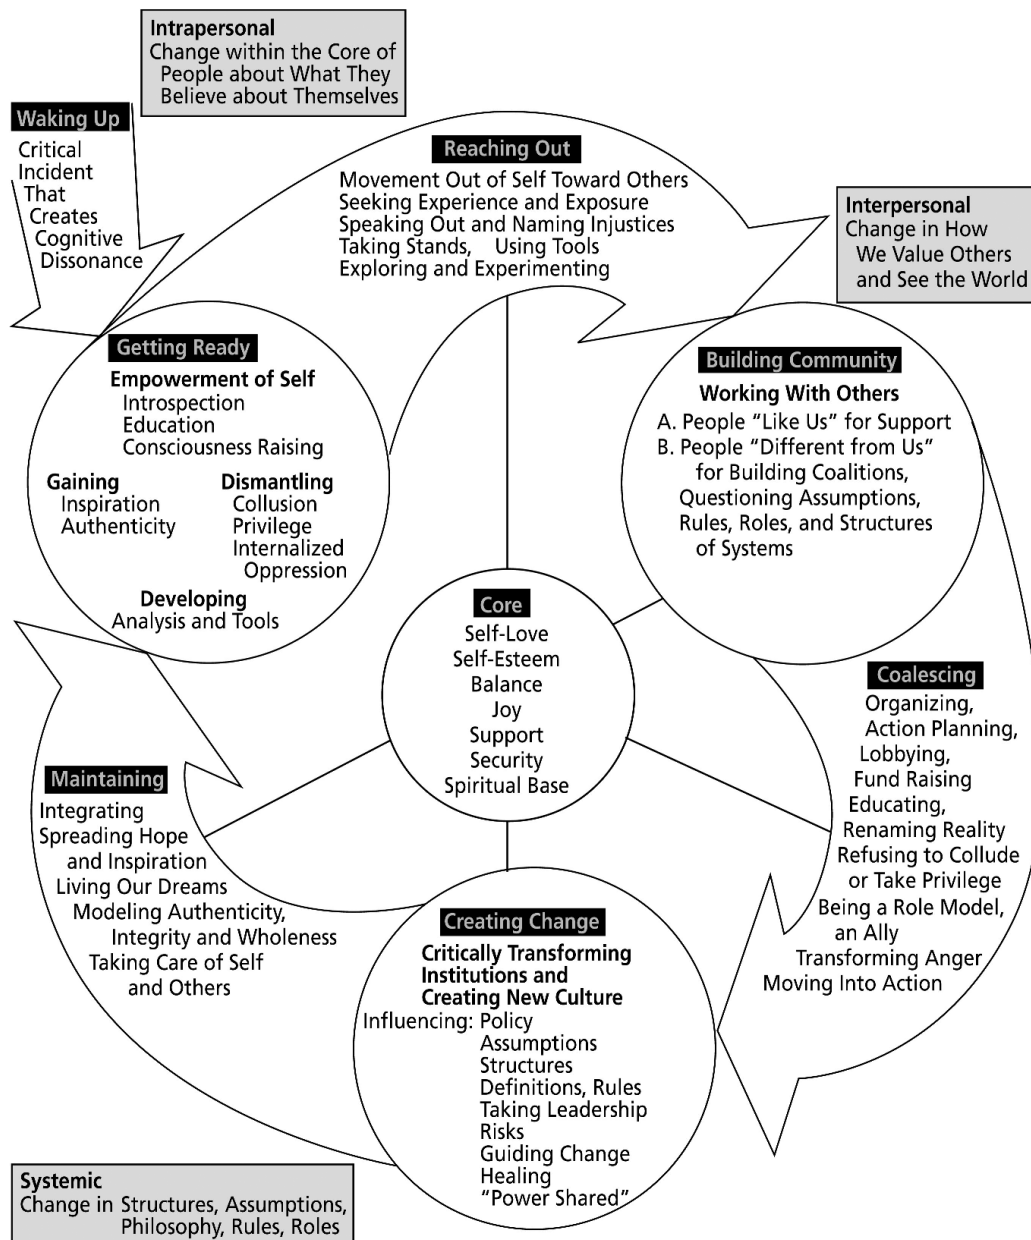 Intrapersonal
Change within the Core of
People about What They
Believe about Themselves
Waking Up
Critical
Incident
That
Creates
Cognitive
Dissonance
Reaching Out
Movement Out of Self Toward Others
Seeking Experience and Exposure
Speaking Out and Naming Injustices
Taking Stands, Using Tools
Exploring and Experimenting
Interpersonal
Change in How
We Value Others
and See the World
Getting Ready
Empowerment of Self
Introspection
Education
Consciousness Raising
Gaining
Inspiration
Authenticity
Dismantling
Collusion
Privilege
Internalized
Oppression
Developing
Analysis and Tools
Building Community
Working With Others
A. People “Like Us” for Support
B. People “Different from Us”
for Building Coalitions,
Questioning Assumptions,
Rules, Roles, and Structures
of Systems
Core
Self-Love
Self-Esteem
Balance
Joy
Support
Security
Spiritual Base
Coalescing
Organizing,
Action Planning,
Lobbying,
Fund Raising
Educating,
Renaming Reality
Refusing to Collude
or Take Privilege
Being a Role Model,
an Ally
Transforming Anger
Moving Into Action
Creating Change
Critically Transforming
Institutions and
Creating New Culture
Influencing: Policy
Assumptions
Structures
Definitions, Rules
Taking Leadership
Risks
Guiding Change
Healing
“Power Shared”
Maintaining
Integrating
Spreading Hope
and Inspiration
Living Our Dreams
Modeling Authenticity,
Integrity and Wholeness
Taking Care of Self
and Others
Systemic
Change in Structures, Assumptions,
Philosophy, Rules, Roles